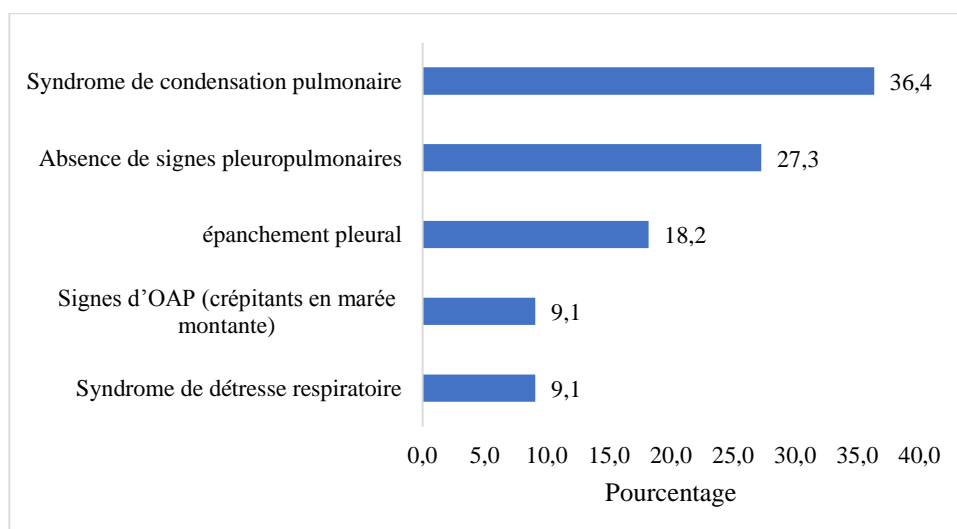 Syndrome de condensation pulmonaire
36,4
Absence de signes pleuropulmonaires
27,3
épanchement pleural
18,2
Signes d’OAP (crépitants en marée
montante)
9,1
Syndrome de détresse respiratoire
9,1
0,0 5,0 10,0 15,0 20,0 25,0 30,0 35,0 40,0
Pourcentage